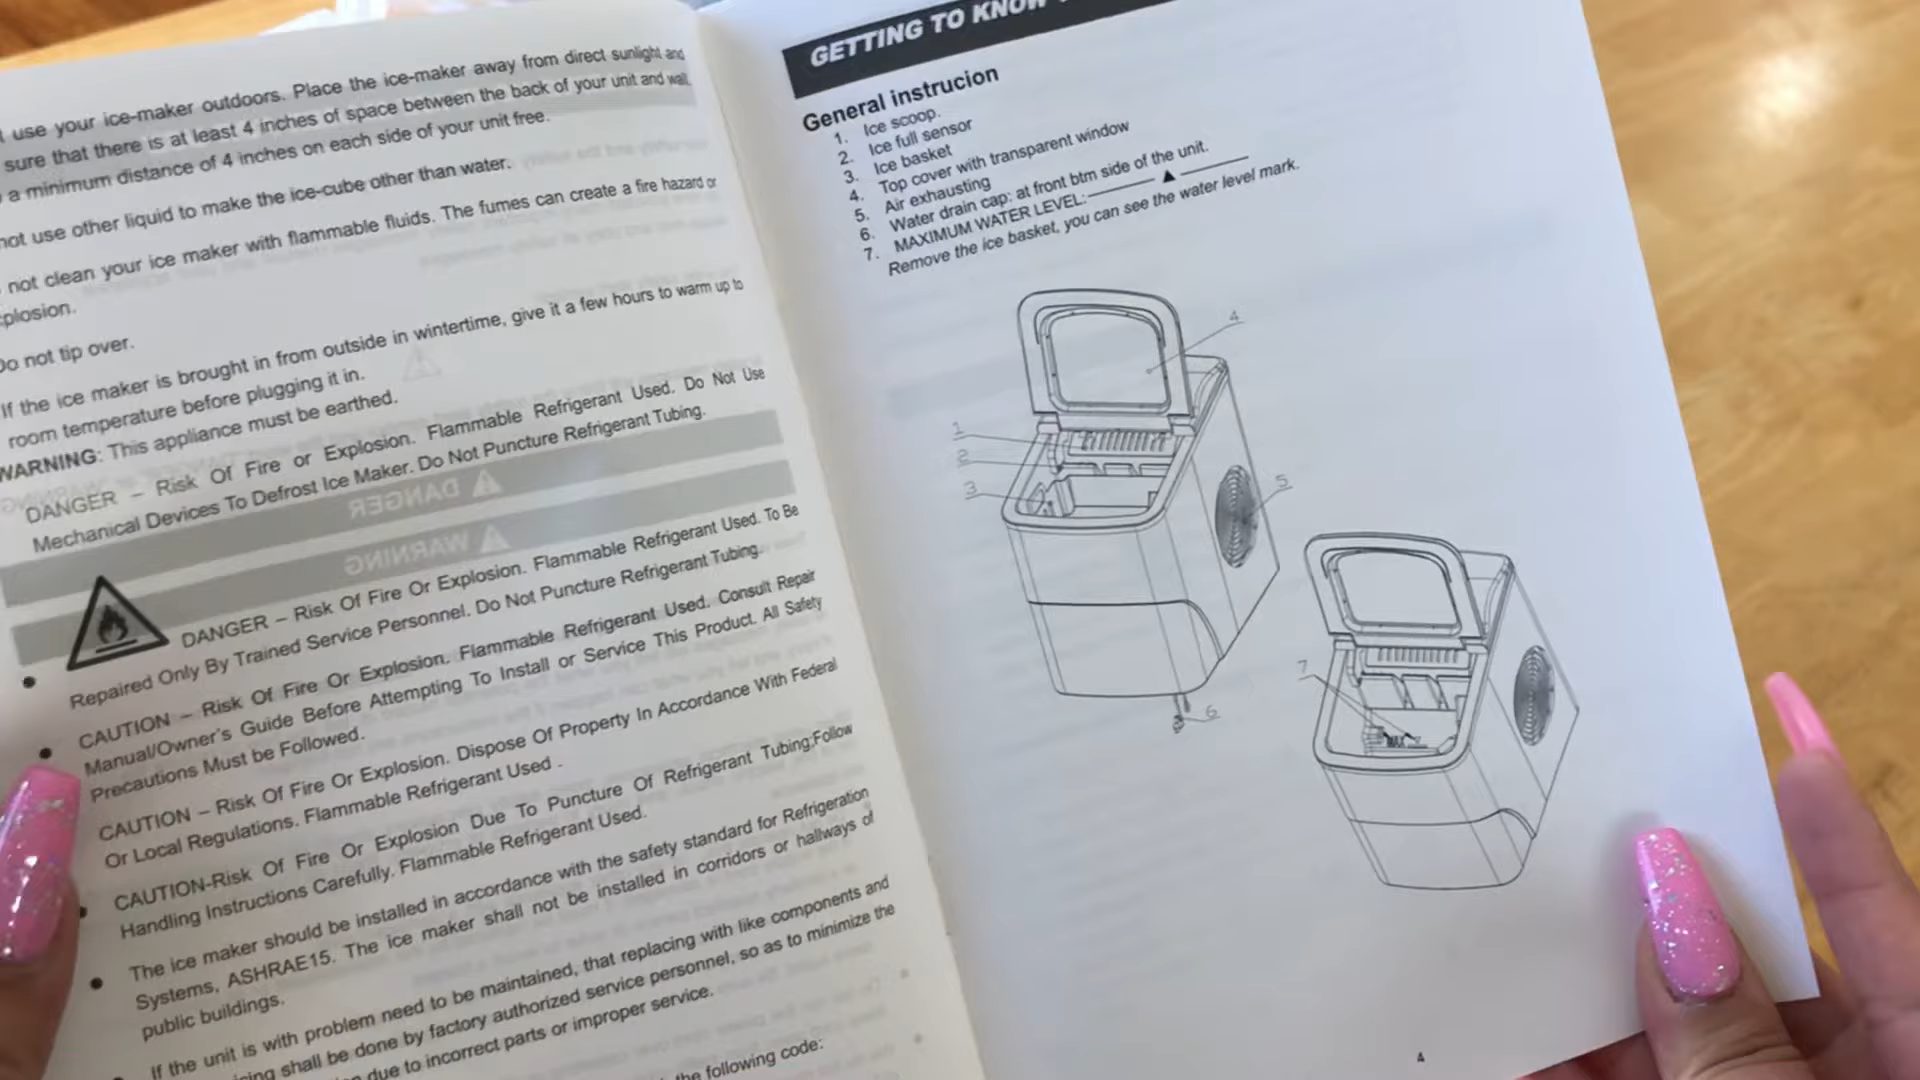 t use your ice-maker outdoors. Place the ice-maker away from direct sunlight and
sure that there is at least 4 inches of space between the back of your unit and wall,
a minimum distance of 4 inches on each side of your unit free.
not use other liquid to make the ice-cube other than water.
not clean your ice maker with flammable fluids. The fumes can create a fire hazard or
plosion.
Do not tip over.
If the ice maker is brought in from outside in wintertime, give it a few hours to warm up to
room temperature before plugging it in.
WARNING: This appliance must be earthed.
DANGER – Risk Of Fire or Explosion. Flammable Refrigerant Used. Do Not Use
Mechanical Devices To Defrost Ice Maker. Do Not Puncture Refrigerant Tubing.
DANGER – Risk Of Fire Or Explosion. Flammable Refrigerant Used. To Be
Repaired Only By Trained Service Personnel. Do Not Puncture Refrigerant Tubing.
CAUTION – Risk Of Fire Or Explosion. Flammable Refrigerant Used. Consult Repair
Manual/Owner's Guide Before Attempting To Install or Service This Product. All Safety
Precautions Must be Followed.
CAUTION – Risk Of Fire Or Explosion. Dispose Of Property In Accordance With Federal
Or Local Regulations. Flammable Refrigerant Used .
CAUTION-Risk Of Fire Or Explosion Due To Puncture Of Refrigerant Tubing;Follow
Handling Instructions Carefully. Flammable Refrigerant Used.
The ice maker should be installed in accordance with the safety standard for Refrigeration
Systems, ASHRAE15. The ice maker shall not be installed in corridors or hallways of
public buildings.
If the unit is with problem need to be maintained, that replacing with like components and
cing shall be done by factory authorized service personnel, so as to minimize the
due to incorrect parts or improper service.
the following code:
GETTING TO KNOW
General instrucion
1. Ice scoop.
2. Ice full sensor
3. Ice basket
4. Top cover with transparent window
5. Air exhausting
6. Water drain cap: at front btm side of the unit.
7. MAXIMUM WATER LEVEL: ▲
Remove the ice basket, you can see the water level mark.
4
1
2
3
5
6
7
MAX
4